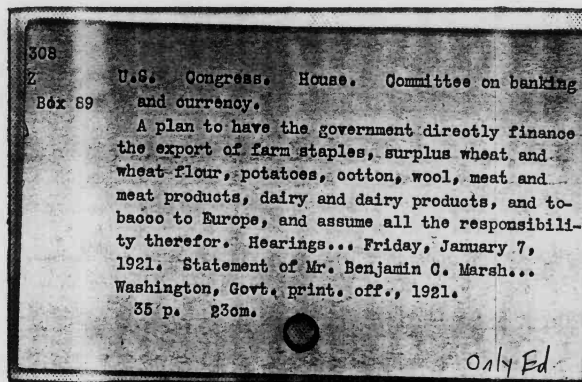 308
Z U.S. Congress. House. Committee on banking
Box 89 and currency.
A plan to have the government directly finance
the export of farm staples, surplus wheat and
wheat flour, potatoes, cotton, wool, meat and
meat products, dairy and dairy products, and to-
bacco to Europe, and assume all the responsibili-
ty therefor. Hearings... Friday, January 7,
1921. Statement of Mr. Benjamin C. Marsh...
Washington, Govt. print. off., 1921.
35 p. 23cm.
Only Ed